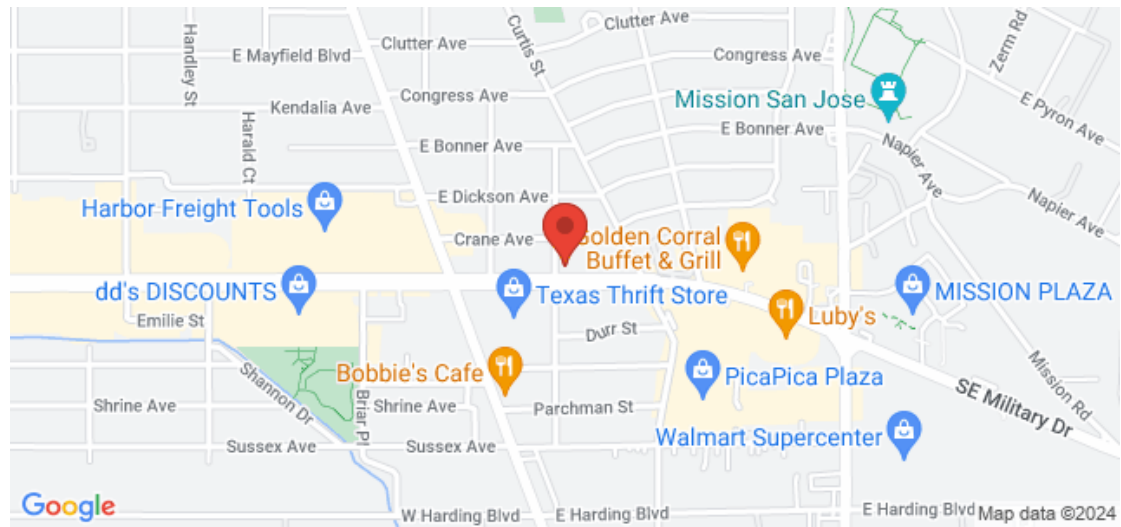 Clutter Ave
Clutter Ave
Curtis St
Handley St
E Mayfield Blvd
Congress Ave
Zerm Rd
Kendalia Ave
Congress Ave
Mission San Jose
E Pyron Ave
Harald Ct
E Bonner Ave
E Bonner Ave
Napier Ave
E Dickson Ave
Napier Ave
Harbor Freight Tools
Crane Ave
Golden Corral
Buffet & Grill
dd's DISCOUNTS
Texas Thrift Store
MISSION PLAZA
Emilie St
Durr St
Luby's
Bobbie's Cafe
PicaPica Plaza
Mission Rd
Shannon Dr
Briar Pl
Shrine Ave
Shrine Ave
Parchman St
SE Military Dr
Sussex Ave
Sussex Ave
Walmart Supercenter
Google
W Harding Blvd
E Harding Blvd
E Harding Blvd
Map data ©2024